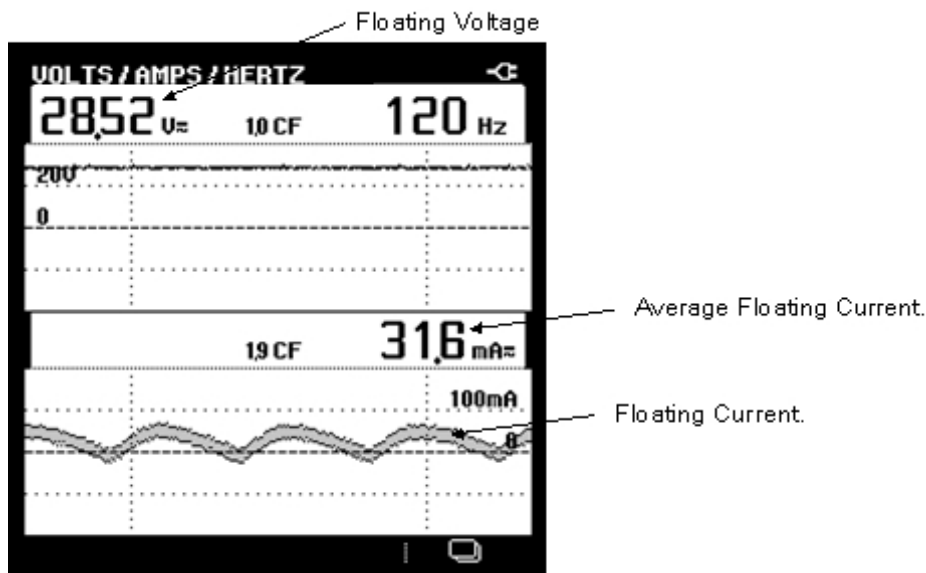 Floating Voltage
VOLTS / AMPS / HERTZ
28.52 V≂ 1.0 CF 120 Hz
20V
0
Average Floating Current.
1.9 CF 31.6 mA≂
100mA
Floating Current.
0